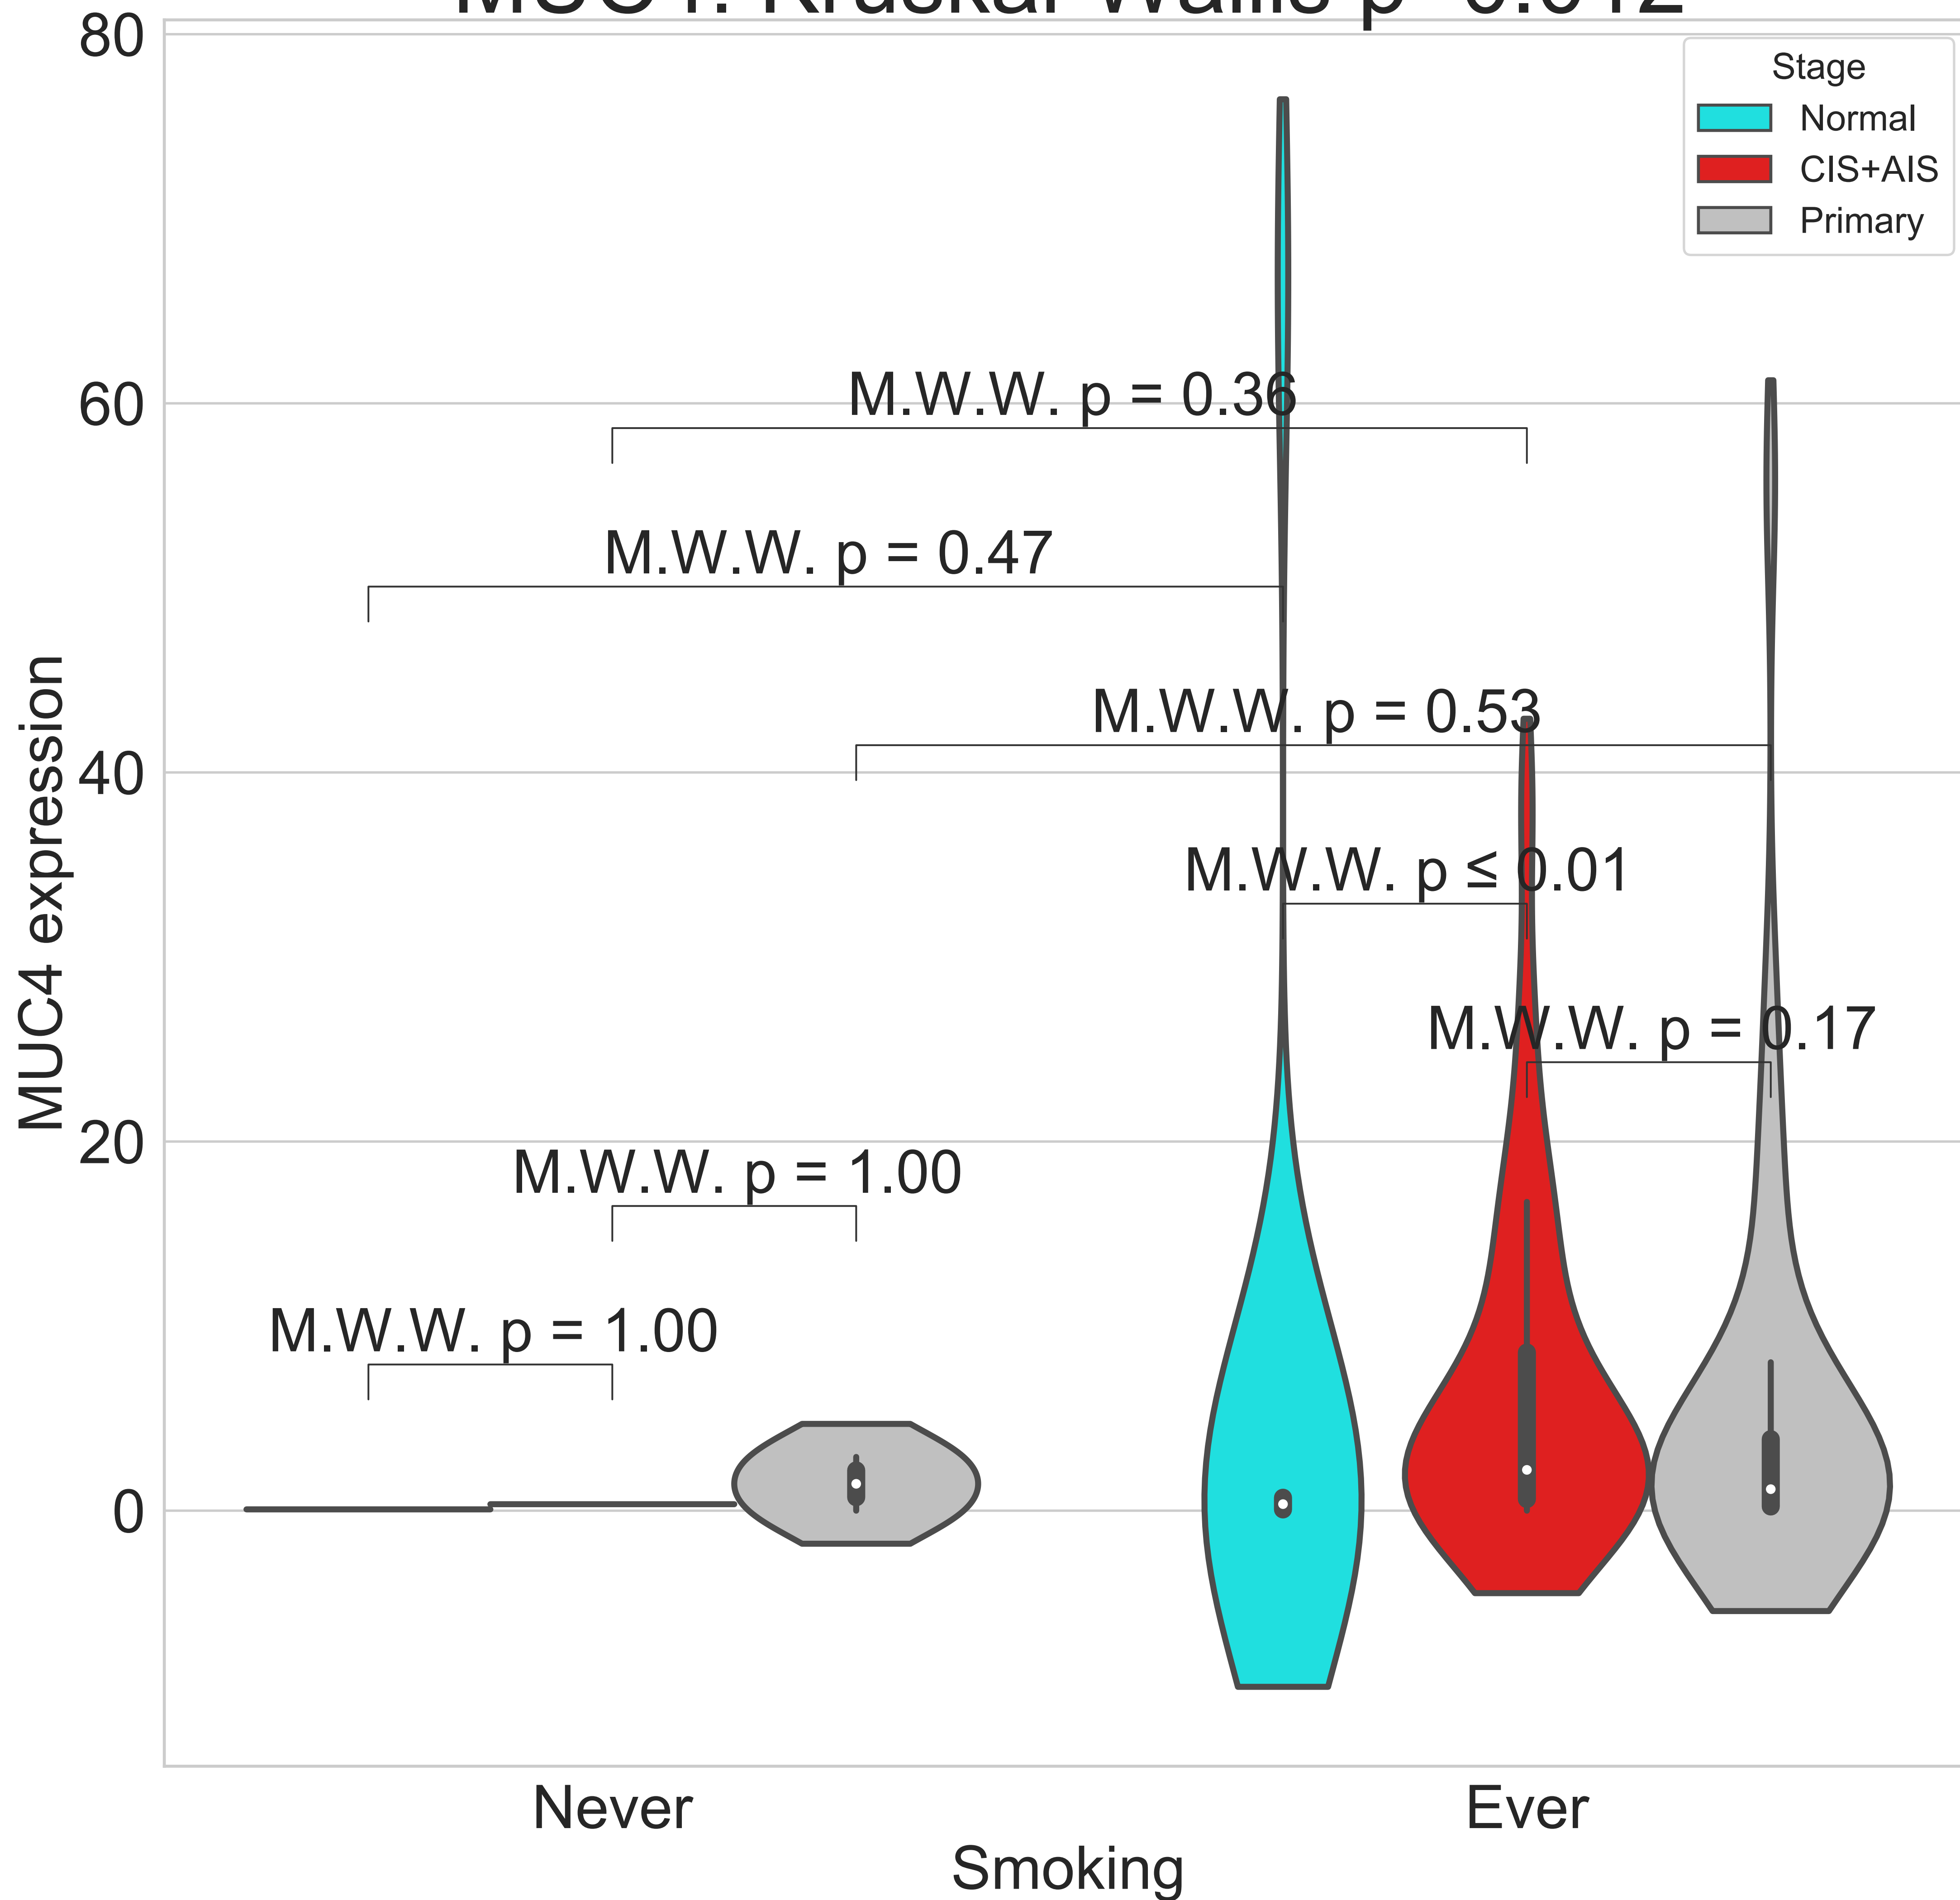 80
Stage
Normal
CIS+AIS
Primary
M.W.W. p = 0.36
60
M.W.W. p = 0.47
M.W.W. p = 0.53
40
M.W.W. p ≤ 0.01
M.W.W. p = 0.17
20
M.W.W. p = 1.00
M.W.W. p = 1.00
0
MUC4 expression
Never
Ever
Smoking